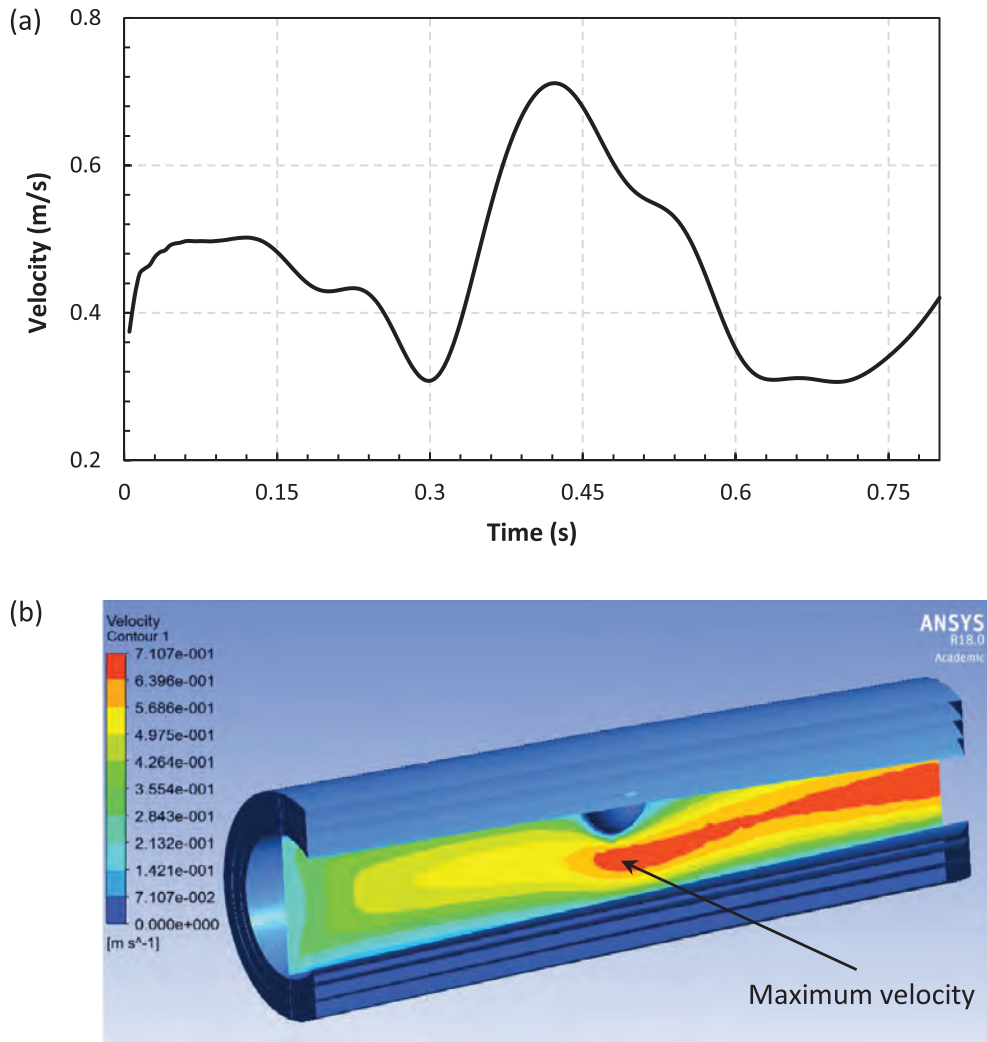 (a)
0.8
0.6
0.4
0.2
Velocity (m/s)
0
0.15
0.3
0.45
0.6
0.75
Time (s)
(b)
Velocity
Contour 1
7.107e-001
6.396e-001
5.686e-001
4.975e-001
4.264e-001
3.554e-001
2.843e-001
2.132e-001
1.421e-001
7.107e-002
0.000e+000
[m s^-1]
ANSYS
R18.0
Academic
Maximum velocity